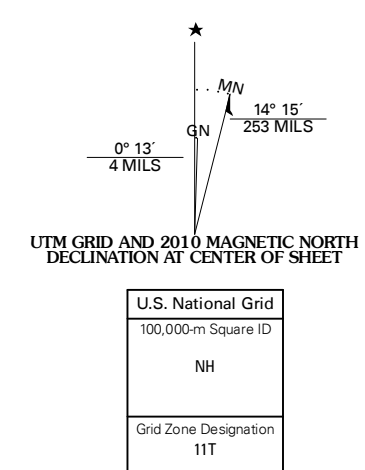 ★
MN
GN
14° 15´
253 MILS
0° 13´
4 MILS
UTM GRID AND 2010 MAGNETIC NORTH
DECLINATION AT CENTER OF SHEET
U.S. National Grid
100,000-m Square ID
NH
Grid Zone Designation
11T